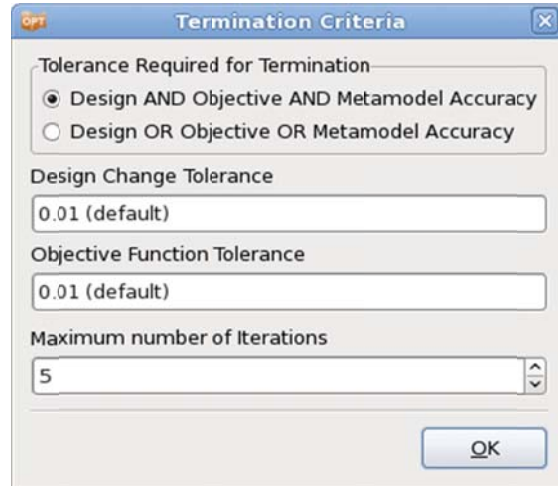 OPT
Termination Criteria
Tolerance Required for Termination
Design AND Objective AND Metamodel Accuracy
Design OR Objective OR Metamodel Accuracy
Design Change Tolerance
0.01 (default)
Objective Function Tolerance
0.01 (default)
Maximum number of Iterations
5
OK